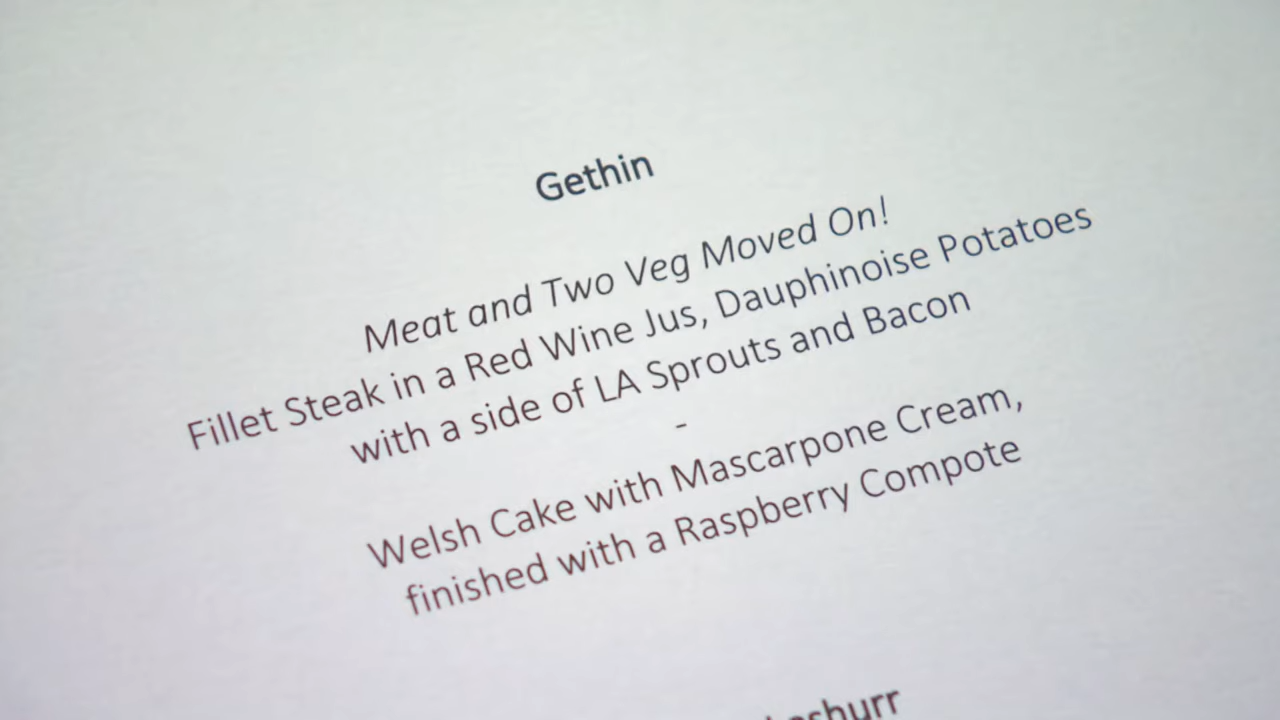 Gethin
Meat and Two Veg Moved On!
Fillet Steak in a Red Wine Jus, Dauphinoise Potatoes
with a side of LA Sprouts and Bacon
-
Welsh Cake with Mascarpone Cream,
finished with a Raspberry Compote